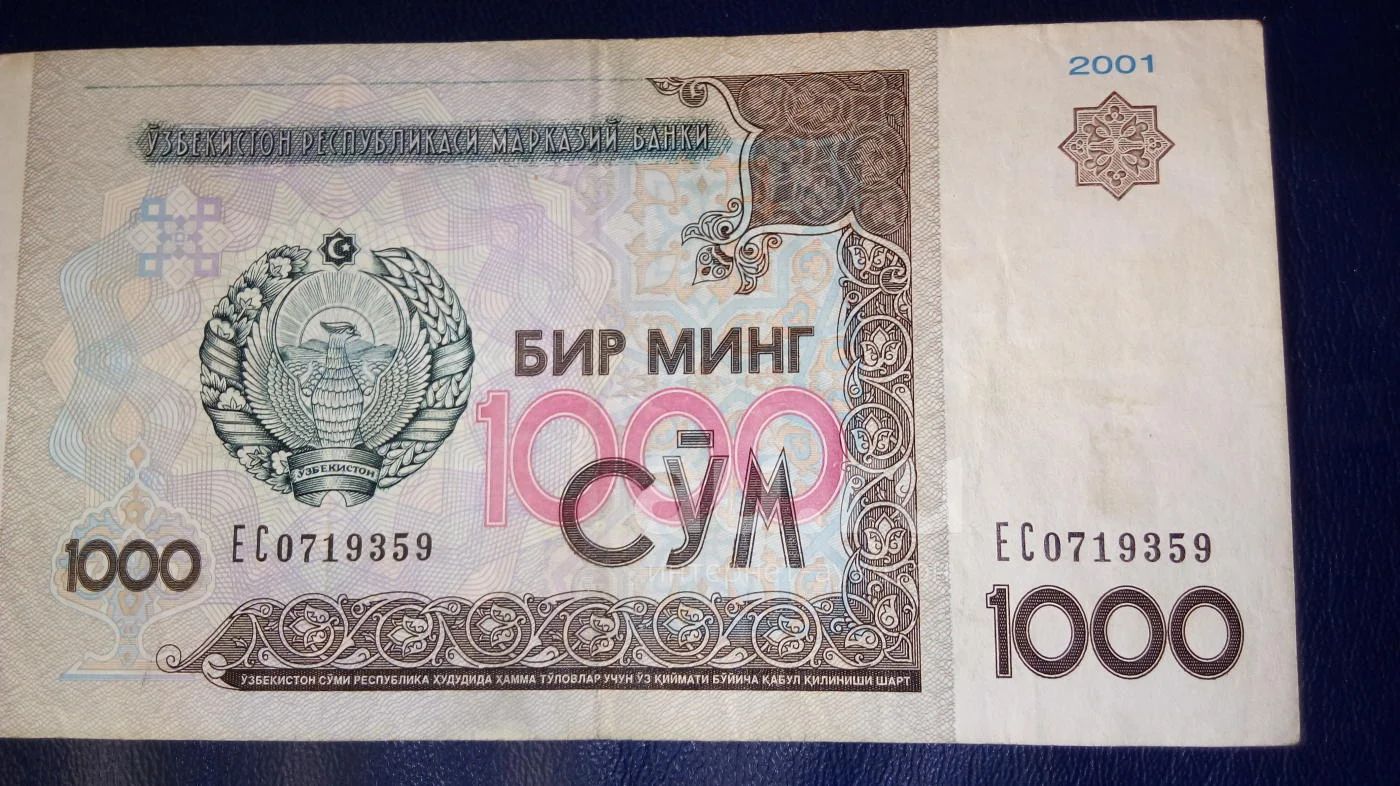 2001
ЎЗБЕКИСТОН РЕСПУБЛИКАСИ МАРКАЗИЙ БАНКИ
БИР МИНГ
1000
СЎМ
ЎЗБЕКИСТОН
ЕС0719359
ЕС0719359
1000
1000
ЎЗБЕКИСТОН СЎМИ РЕСПУБЛИКА ХУДУДИДА ҲАММА ТЎЛОВЛАР УЧУН ЎЗ ҚИЙМАТИ БЎЙИЧА ҚАБУЛ ҚИЛИНИШИ ШАРТ